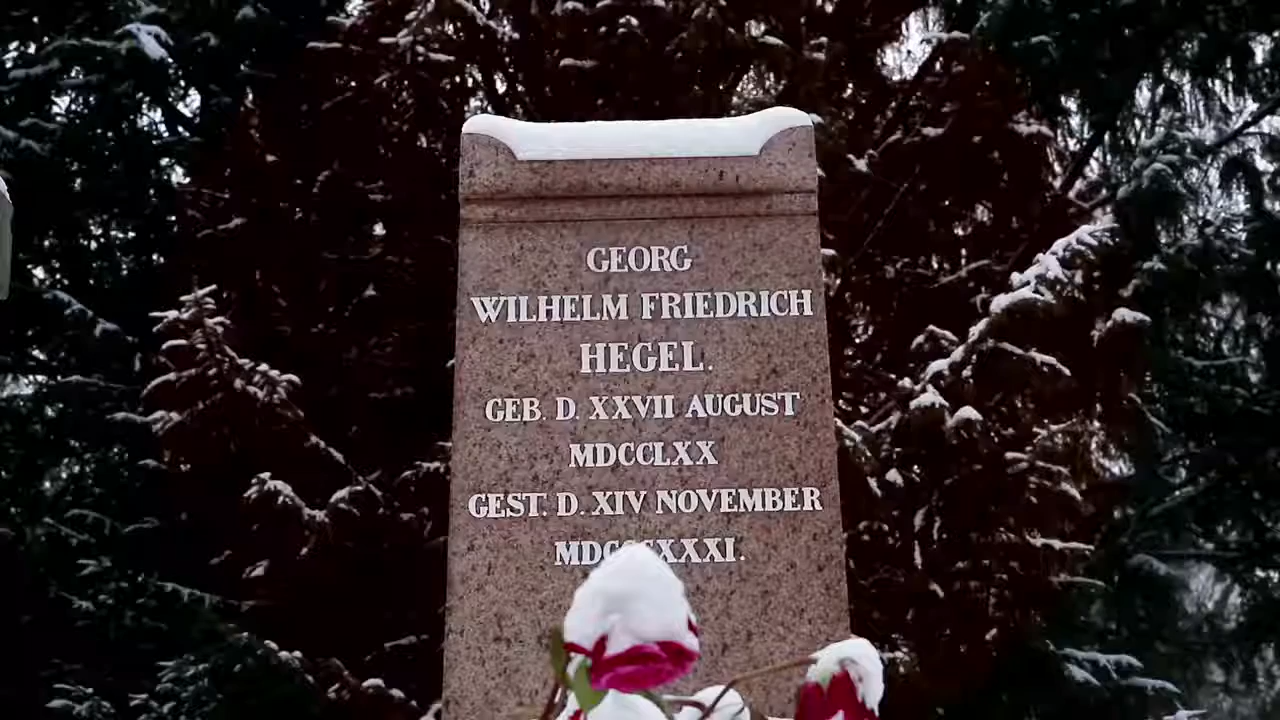 GEORG
WILHELM FRIEDRICH
HEGEL.
GEB. D. XXVII AUGUST
MDCCLXX
GEST. D. XIV NOVEMBER